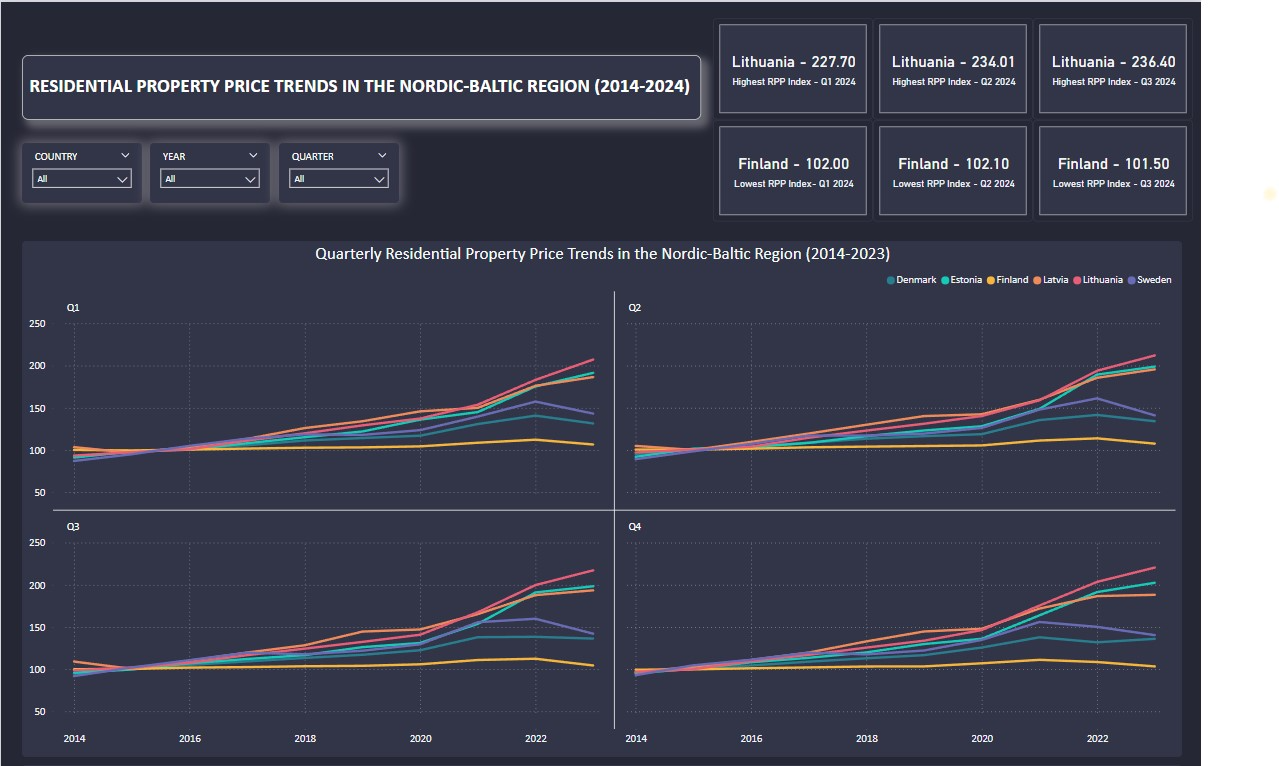 RESIDENTIAL PROPERTY PRICE TRENDS IN THE NORDIC-BALTIC REGION (2014-2024)
Lithuania - 227.70
Highest RPP Index - Q1 2024
Lithuania - 234.01
Highest RPP Index - Q2 2024
Lithuania - 236.40
Highest RPP Index - Q3 2024
Finland - 102.00
Lowest RPP Index- Q1 2024
Finland - 102.10
Lowest RPP Index - Q2 2024
Finland - 101.50
Lowest RPP Index - Q3 2024
COUNTRY
All
YEAR
All
QUARTER
All
Quarterly Residential Property Price Trends in the Nordic-Baltic Region (2014-2023)
Denmark Estonia Finland Latvia Lithuania Sweden
Q1
Q2
250
200
150
100
50
Q3
Q4
250
200
150
100
50
2014 2016 2018 2020 2022 2014 2016 2018 2020 2022